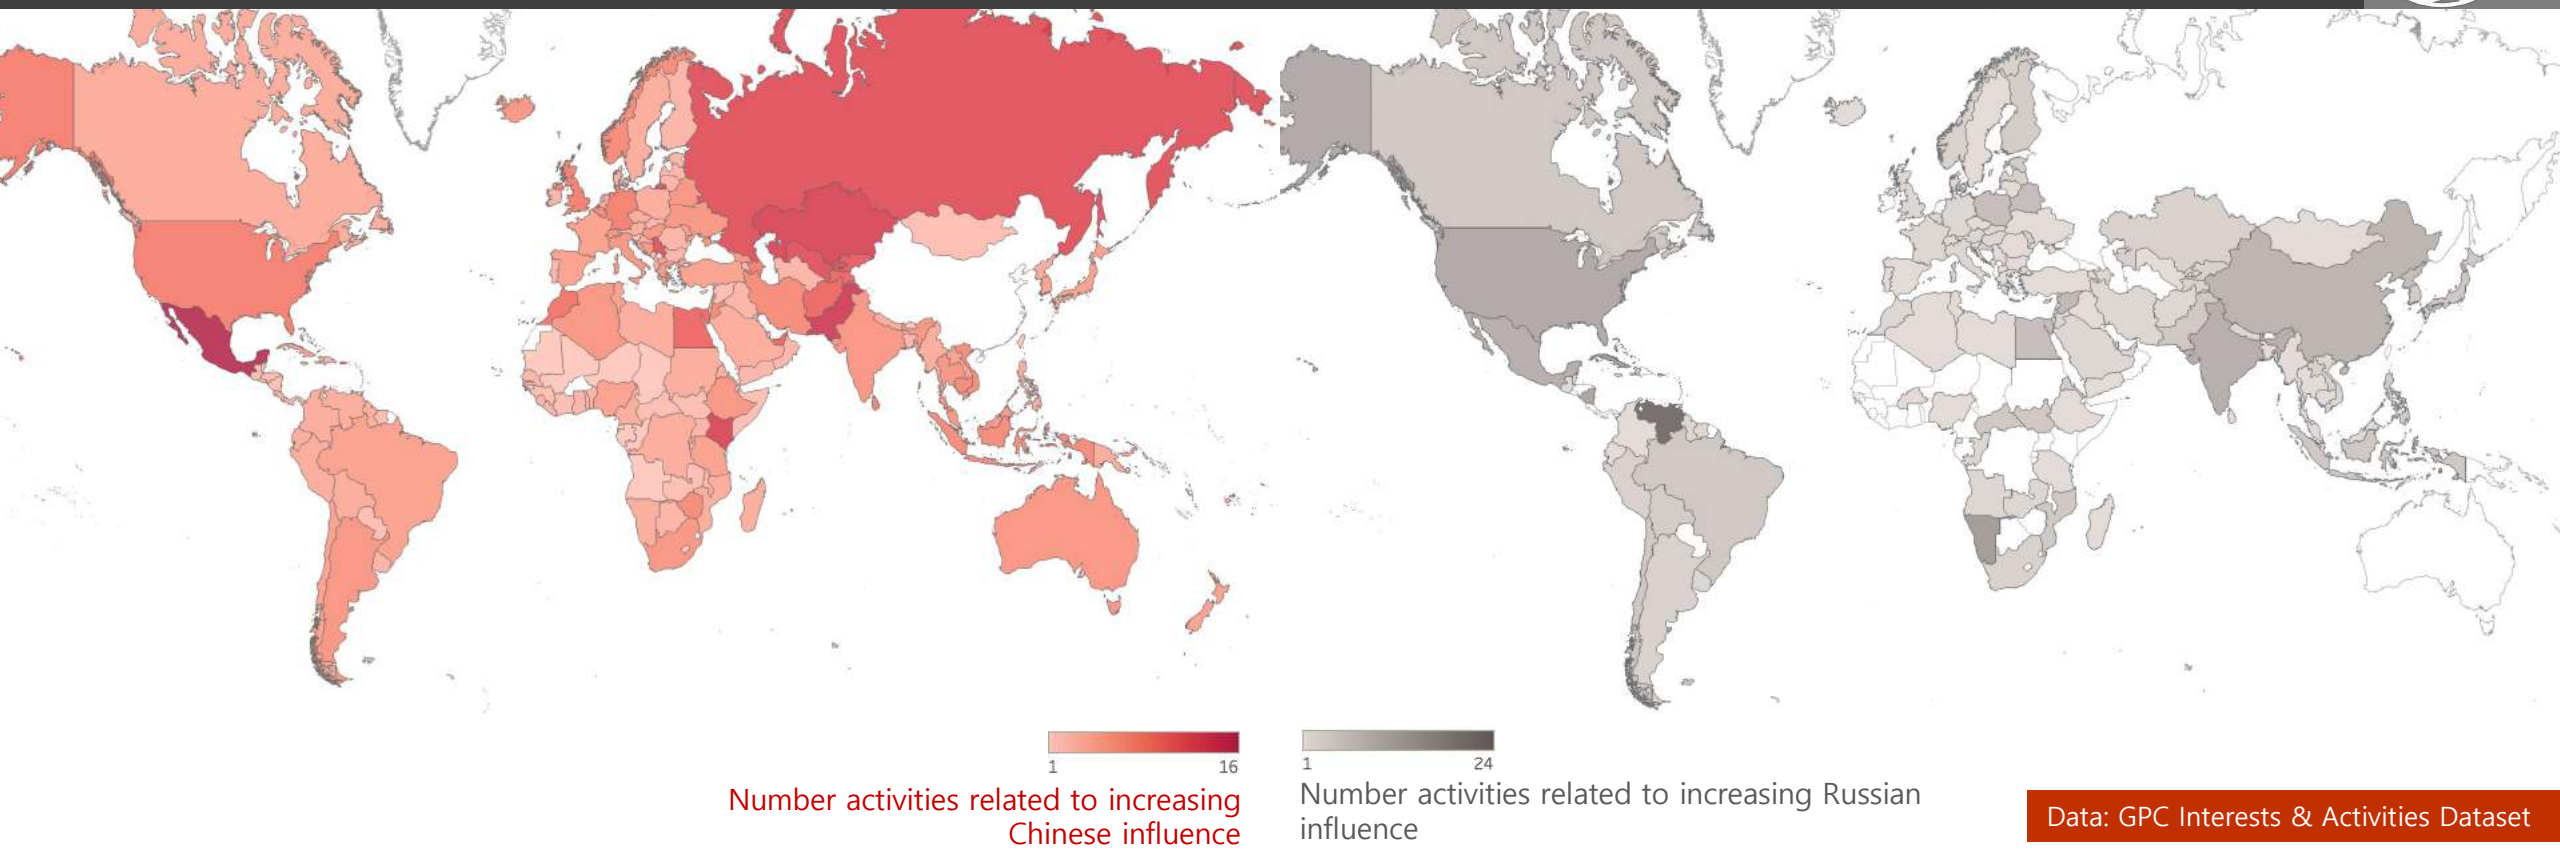 1
16
Number activities related to increasing
Chinese influence
1
24
Number activities related to increasing Russian
influence
Data: GPC Interests & Activities Dataset